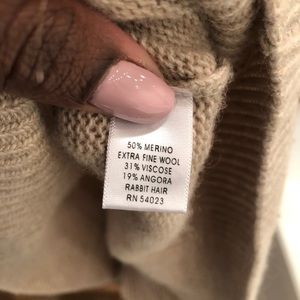 50% MERINO
EXTRA FINE WOOL
31% VISCOSE
19% ANGORA
RABBIT HAIR
RN 54023